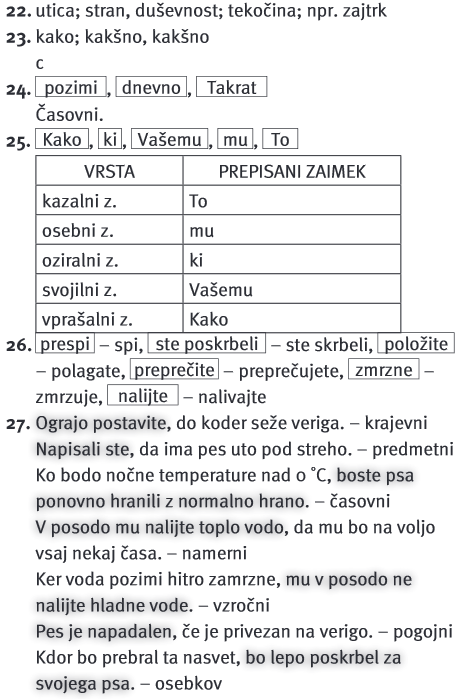 22. utica; stran, duševnost; tekočina; npr. zajtrk
23. kako; kakšno, kakšno
c
24. pozimi, dnevno, Takrat
Časovni.
25. Kako, ki, Vašemu, mu, To
VRSTA PREPISANI ZAIMEK
kazalni z. To
osebni z. mu
oziralni z. ki
svojilni z. Vašemu
vprašalni z. Kako
26. prespi – spi, ste poskrbeli – ste skrbeli, položite
– polagate, preprečite – preprečujete, zmrzne –
zmrzuje, nalijte – nalivajte
27. Ograjo postavite, do koder seže veriga. – krajevni
Napisali ste, da ima pes uto pod streho. – predmetni
Ko bodo nočne temperature nad 0 °C, boste psa
ponovno hranili z normalno hrano. – časovni
V posodo mu nalijte toplo vodo, da mu bo na voljo
vsaj nekaj časa. – namerni
Ker voda pozimi hitro zamrzne, mu v posodo ne
nalijte hladne vode. – vzročni
Pes je napadalen, če je privezan na verigo. – pogojni
Kdor bo prebral ta nasvet, bo lepo poskrbel za
svojega psa. – osebkov